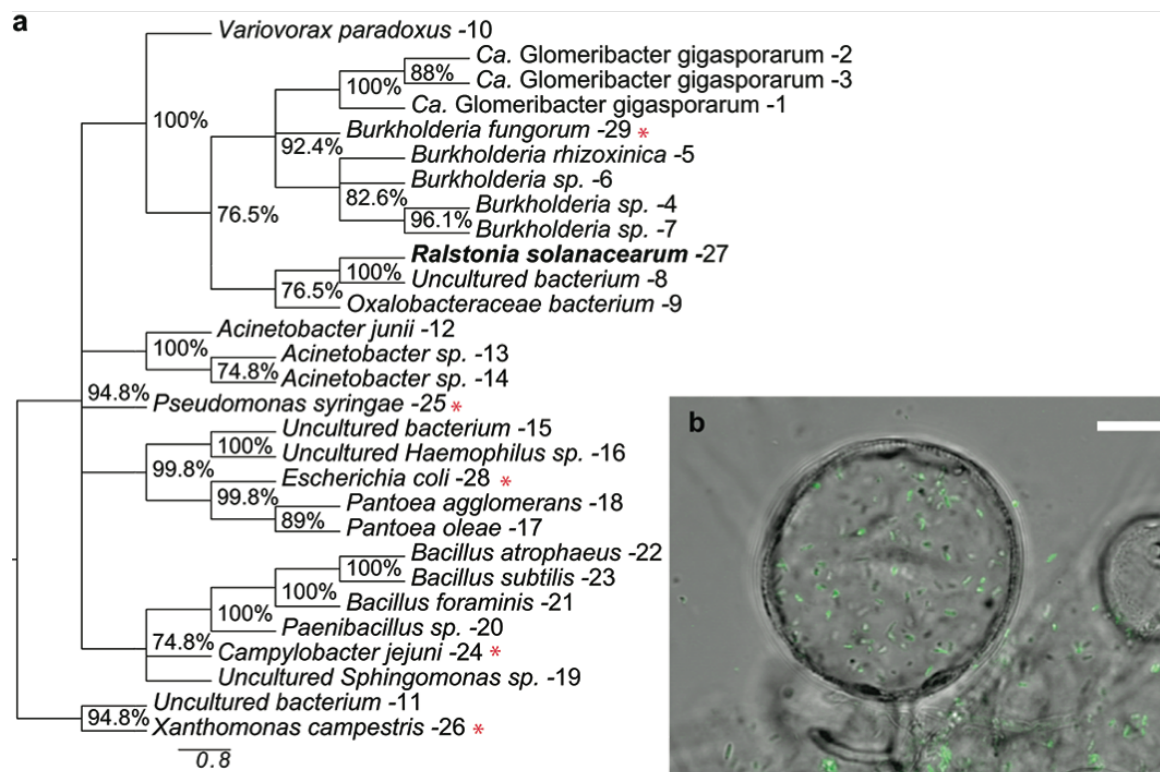 a
Variovorax paradoxus -10
Ca. Glomeribacter gigasporarum -2
88%
Ca. Glomeribacter gigasporarum -3
100%
Ca. Glomeribacter gigasporarum -1
100%
Burkholderia fungorum -29 *
92.4%
Burkholderia rhizoxinica -5
Burkholderia sp. -6
82.6%
Burkholderia sp. -4
96.1%
Burkholderia sp. -7
76.5%
Ralstonia solanacearum -27
100%
Uncultured bacterium -8
76.5%
Oxalobacteraceae bacterium -9
Acinetobacter junii -12
100%
Acinetobacter sp. -13
74.8%
Acinetobacter sp. -14
94.8%
Pseudomonas syringae -25 *
Uncultured bacterium -15
100%
Uncultured Haemophilus sp. -16
99.8%
Escherichia coli -28 *
99.8%
Pantoea agglomerans -18
89%
Pantoea oleae -17
Bacillus atrophaeus -22
100%
Bacillus subtilis -23
100%
Bacillus foraminis -21
100%
Paenibacillus sp. -20
74.8%
Campylobacter jejuni -24 *
Uncultured Sphingomonas sp. -19
Uncultured bacterium -11
94.8%
Xanthomonas campestris -26 *
0.8
b